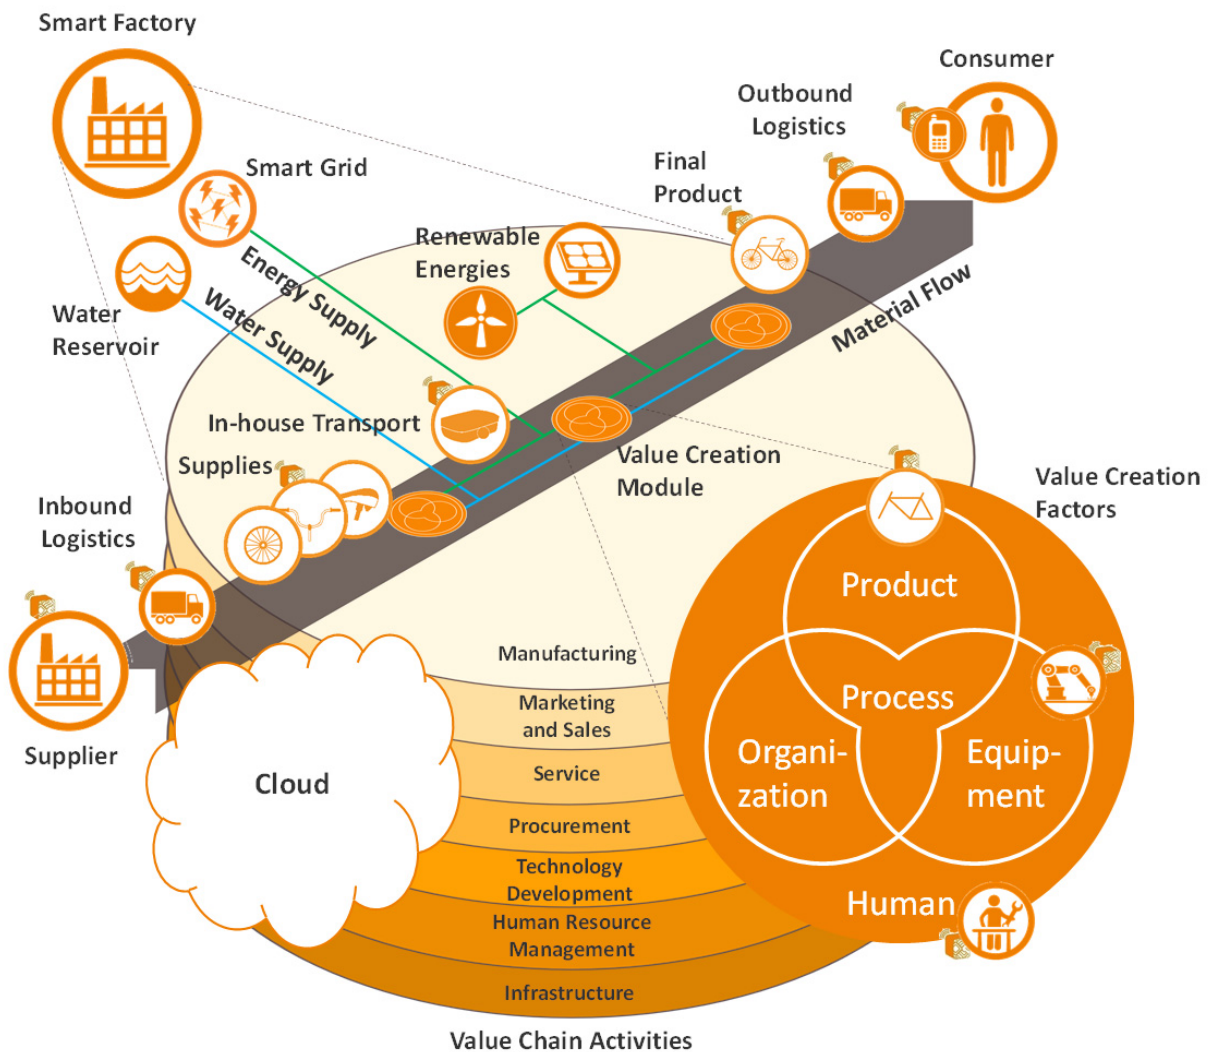 Smart Factory
Consumer
Outbound
Logistics
Final
Product
Smart Grid
Renewable
Energies
Energy Supply
Water Supply
Water
Reservoir
Material Flow
In-house Transport
Supplies
Value Creation
Module
Value Creation
Factors
Inbound
Logistics
Supplier
Cloud
Product
Process
Organi-
zation
Equip-
ment
Human
Manufacturing
Marketing
and Sales
Service
Procurement
Technology
Development
Human Resource
Management
Infrastructure
Value Chain Activities